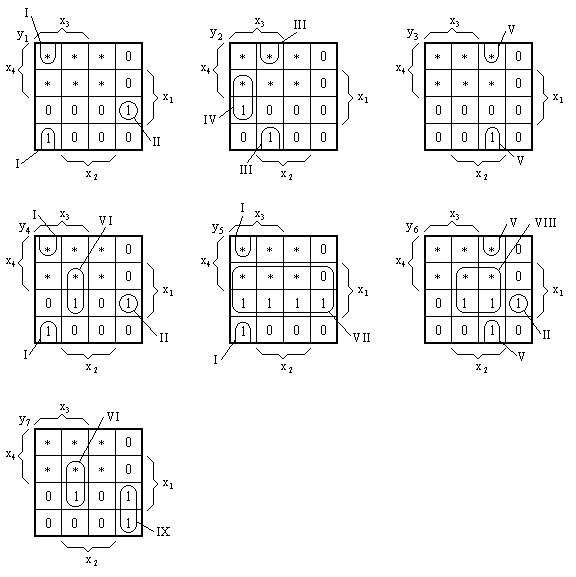 I x₃ III V
y₁ y₂ y₃
* * * 0 * * * 0 * * * 0
x₄ x₄ x₄
* * * 0 * * * 0 * * * 0
x₁ x₁
0 0 0 1 1 0 0 0 0 0 0 0
IV
1 0 0 0 II 0 1 0 0 0 0 1 0
I III V
x₂
I x₃ VI I x₃ x₃ V VIII
y₄ y₅ y₆
* * * 0 * * * 0 * * * 0
x₄ x₄ x₄
* * * 0 * * * 0 * * * 0
x₁ x₁ x₁
0 1 0 1 1 1 1 1 0 1 1 1
1 0 0 0 1 0 0 0 0 0 1 0
I x₂ II I x₂ VII x₂ V II
x₃ VI
y₇
* * * 0
x₄
* * * 0
x₁
0 1 0 1
0 0 0 1
x₂ IX